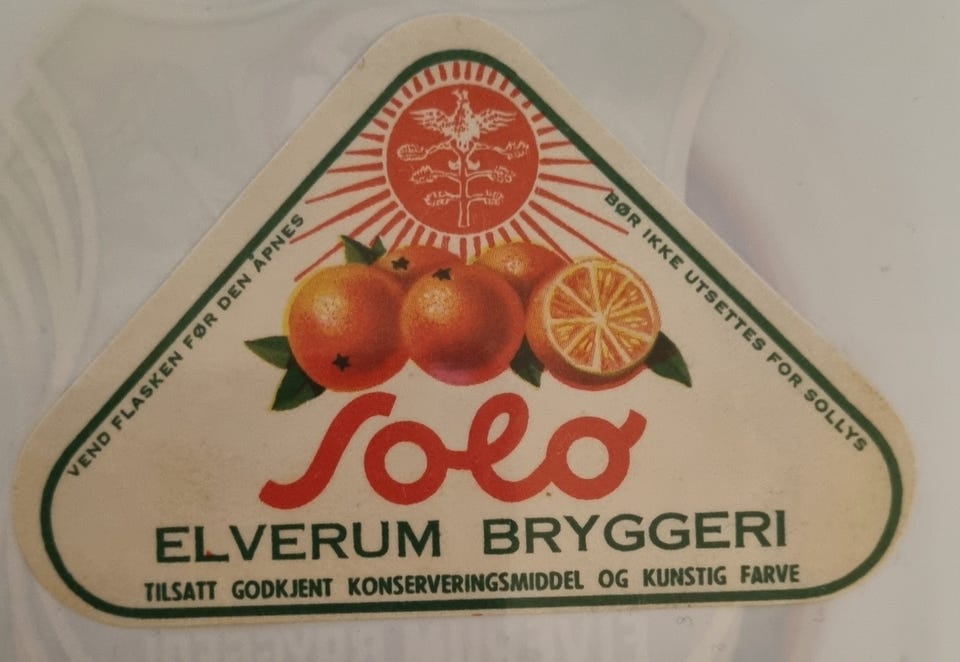 VEND FLASKEN FØR DEN ÅPNES
BØR IKKE UTSETTES FOR SOLLYS
Solo
ELVERUM BRYGGERI
TILSATT GODKJENT KONSERVERINGSMIDDEL OG KUNSTIG FARVE